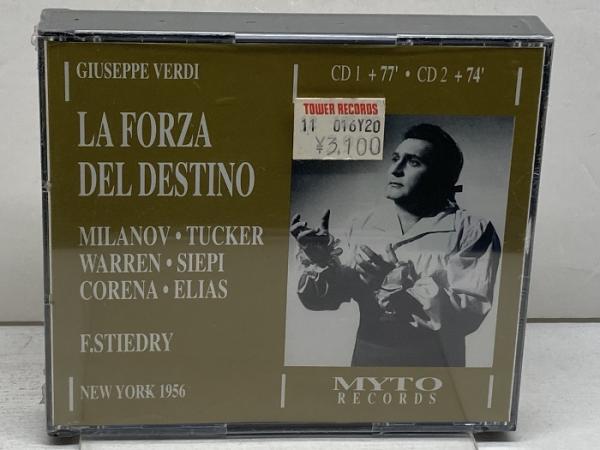 GIUSEPPE VERDI
CD 1 + 77' • CD 2 + 74'
TOWER RECORDS
11 016Y20
¥3,100
LA FORZA
DEL DESTINO
MILANOV • TUCKER
WARREN • SIEPI
CORENA • ELIAS
F.STIEDRY
NEW YORK 1956
MYTO
RECORDS